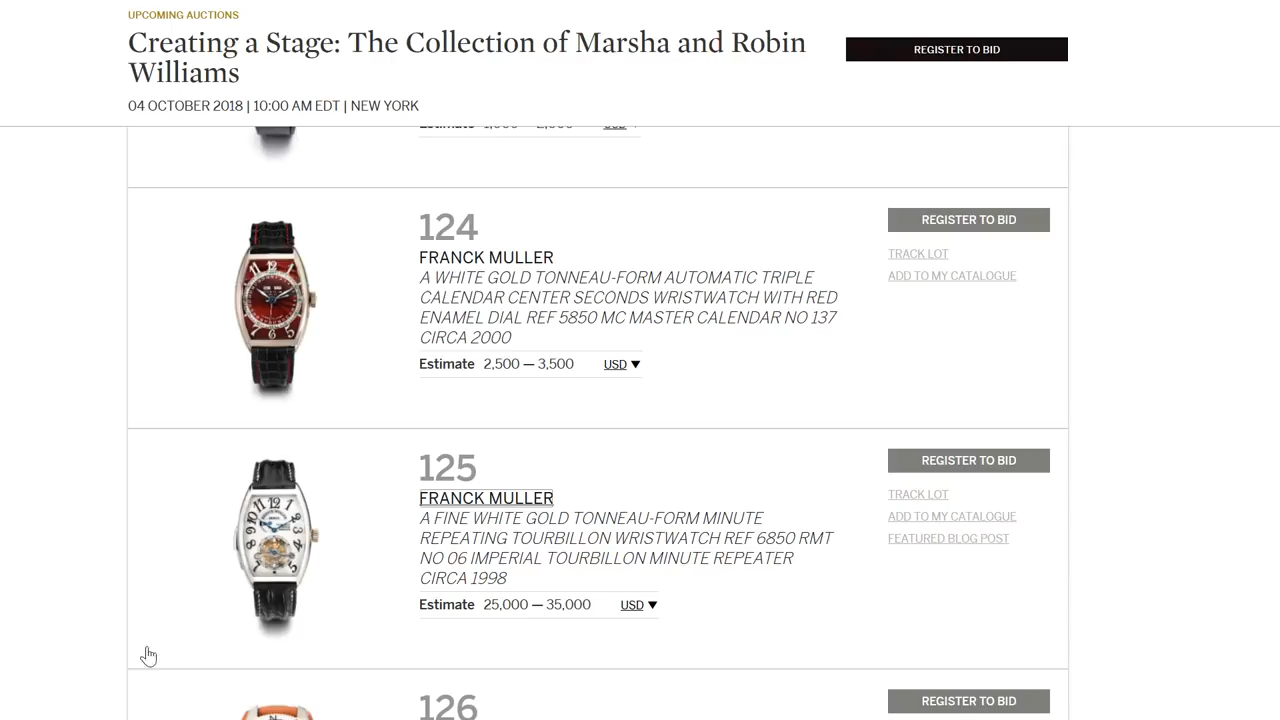 UPCOMING AUCTIONS
Creating a Stage: The Collection of Marsha and Robin
Williams
REGISTER TO BID
04 OCTOBER 2018 | 10:00 AM EDT | NEW YORK
Estimate
USD
124
REGISTER TO BID
FRANCK MULLER
TRACK LOT
A WHITE GOLD TONNEAU-FORM AUTOMATIC TRIPLE
ADD TO MY CATALOGUE
CALENDAR CENTER SECONDS WRISTWATCH WITH RED
ENAMEL DIAL REF 5850 MC MASTER CALENDAR NO 137
CIRCA 2000
Estimate 2,500 — 3,500 USD ▼
125
REGISTER TO BID
FRANCK MULLER
TRACK LOT
A FINE WHITE GOLD TONNEAU-FORM MINUTE
ADD TO MY CATALOGUE
REPEATING TOURBILLON WRISTWATCH REF 6850 RMT
FEATURED BLOG POST
NO 06 IMPERIAL TOURBILLON MINUTE REPEATER
CIRCA 1998
Estimate 25,000 — 35,000 USD ▼
126
REGISTER TO BID